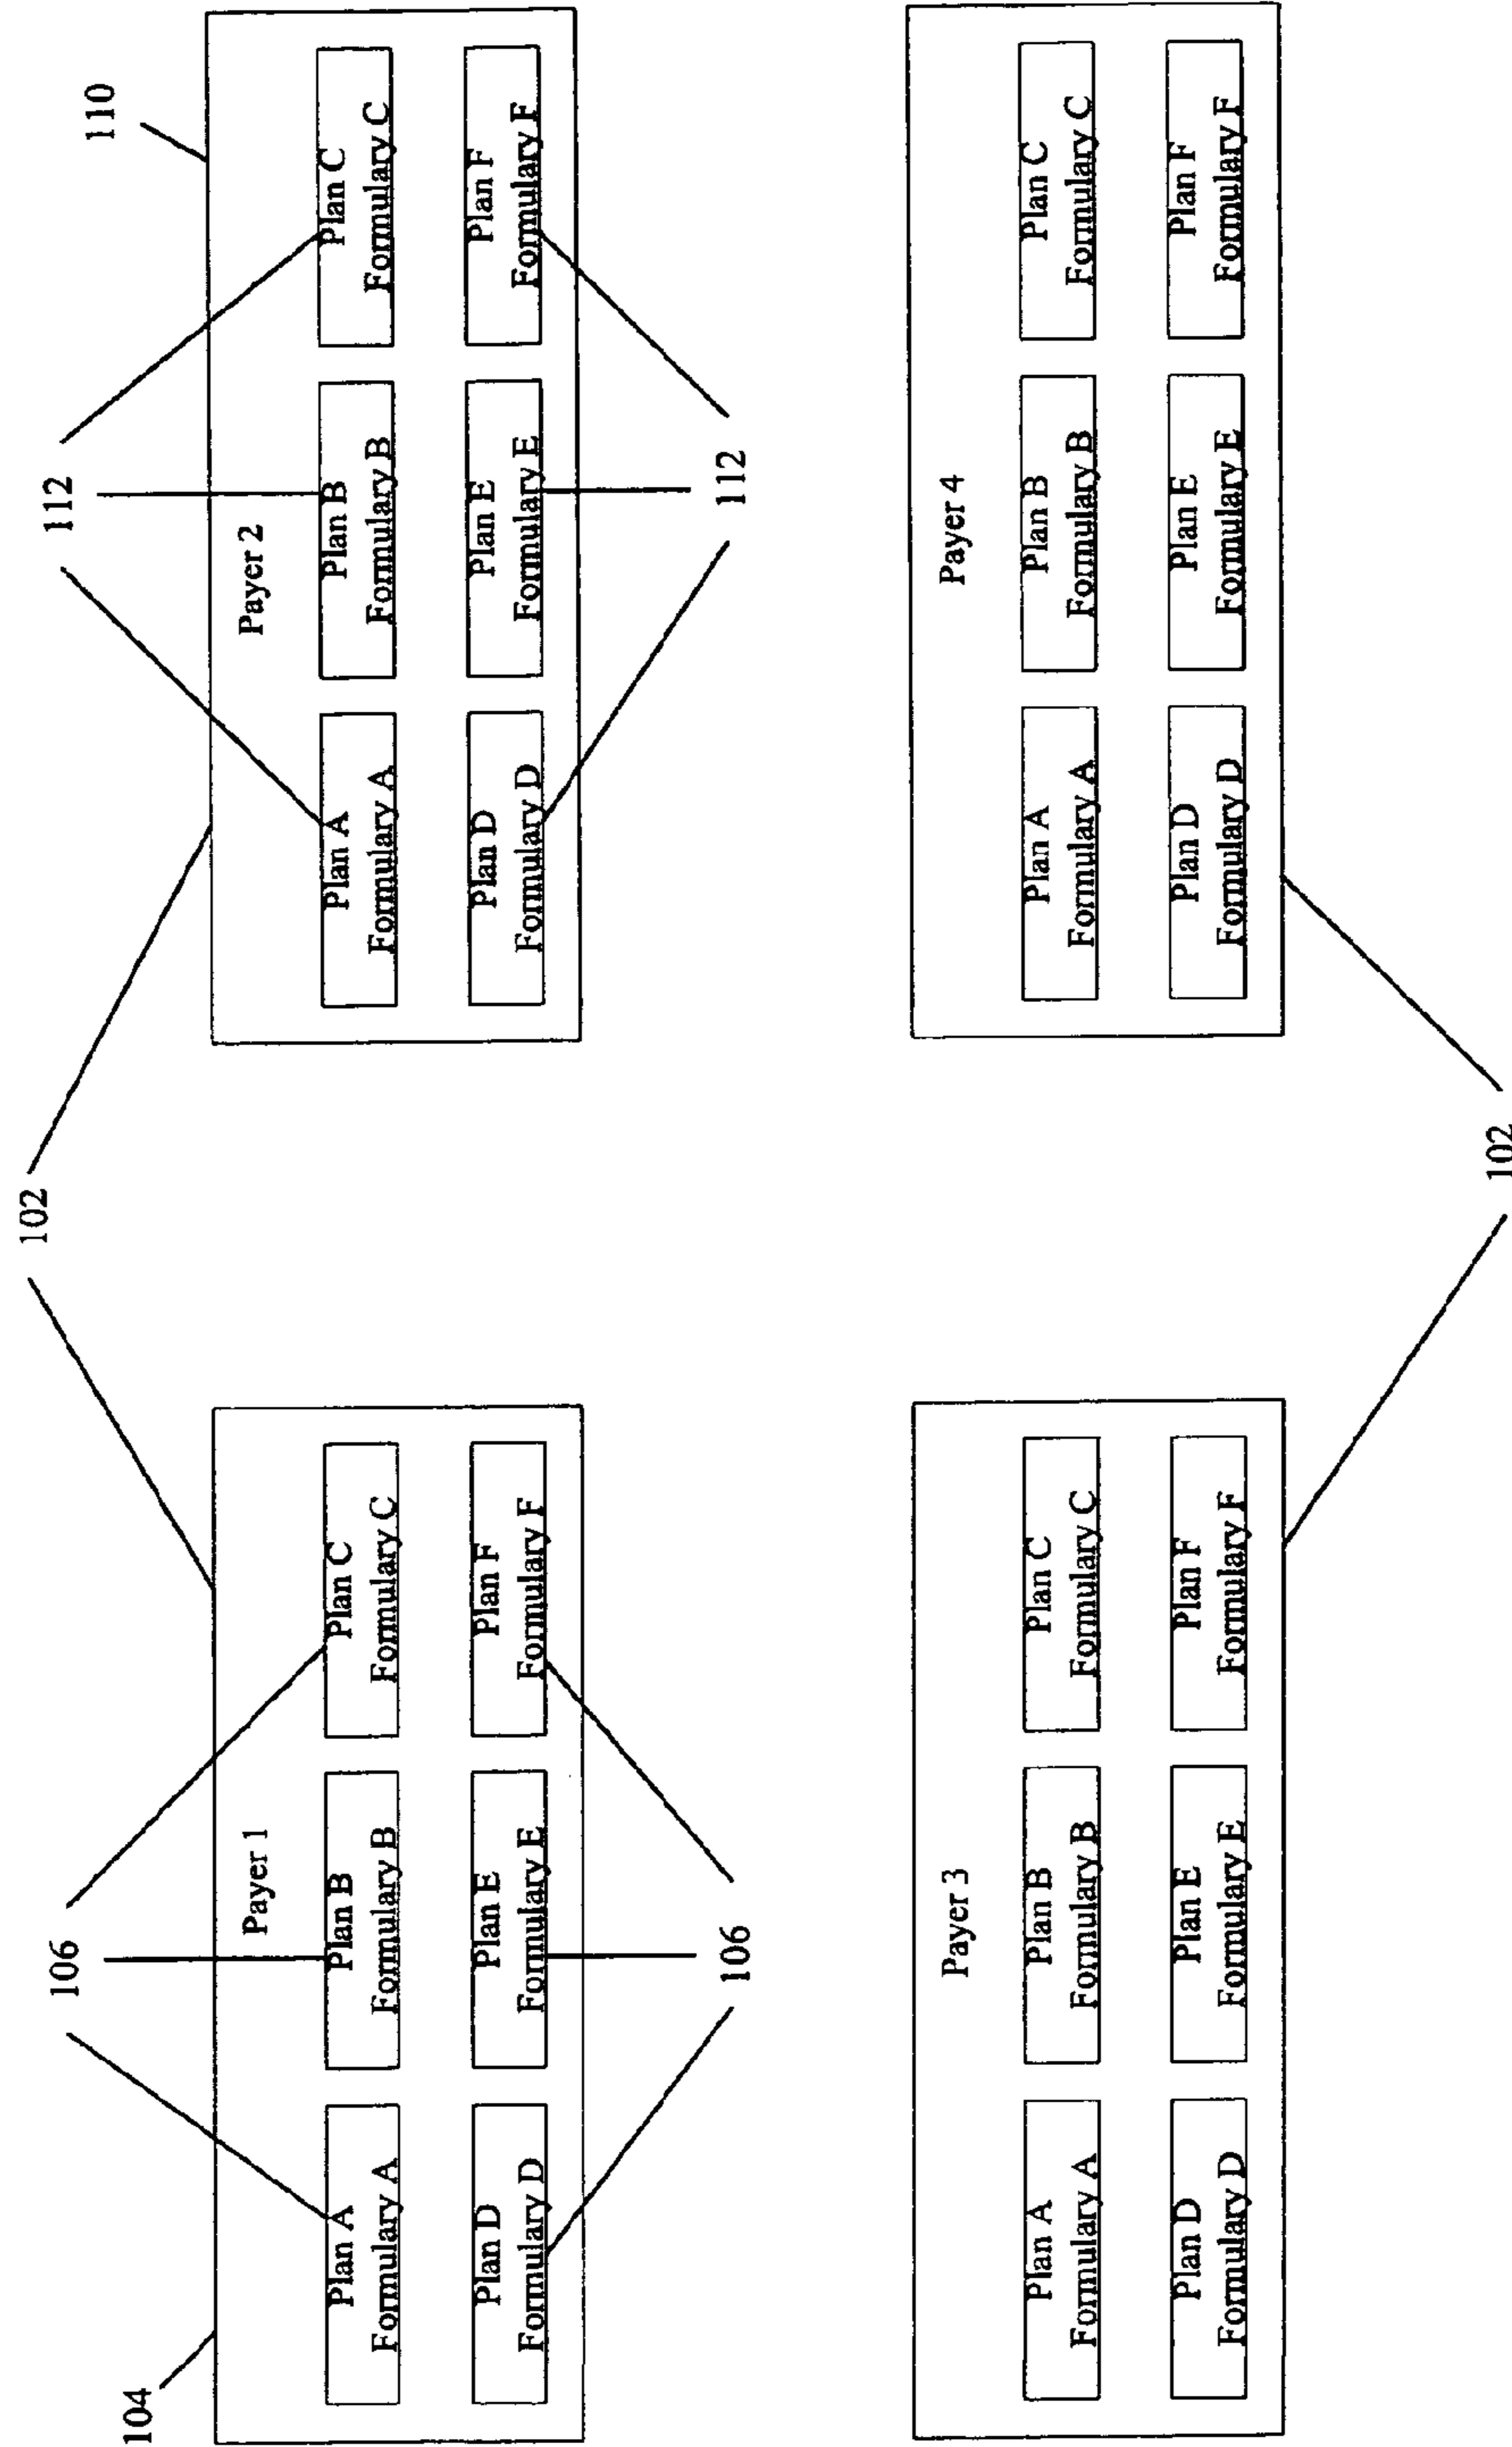 102
104
106
Payer 1
Plan A
Formulary A
Plan B
Formulary B
Plan C
Formulary C
Plan D
Formulary D
Plan E
Formulary E
Plan F
Formulary F
106
110
112
Payer 2
Plan A
Formulary A
Plan B
Formulary B
Plan C
Formulary C
Plan D
Formulary D
Plan E
Formulary E
Plan F
Formulary F
112
Payer 3
Plan A
Formulary A
Plan B
Formulary B
Plan C
Formulary C
Plan D
Formulary D
Plan E
Formulary E
Plan F
Formulary F
Payer 4
Plan A
Formulary A
Plan B
Formulary B
Plan C
Formulary C
Plan D
Formulary D
Plan E
Formulary E
Plan F
Formulary F
102